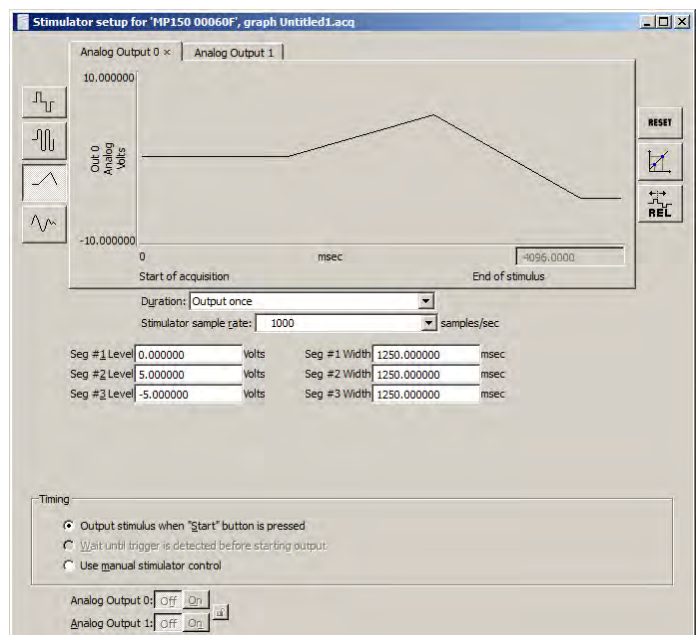 Stimulator setup for 'MP150 00060F', graph Untitled1.acq
Analog Output 0 × Analog Output 1
10.000000
Out 0
Analog
Volts
-10.000000
0 msec 4096.0000
Start of acquisition End of stimulus
RESET
REL
Duration: Output once
Stimulator sample rate: 1000 samples/sec
Seg #1 Level 0.000000 Volts Seg #1 Width 1250.000000 msec
Seg #2 Level 5.000000 Volts Seg #2 Width 1250.000000 msec
Seg #3 Level -5.000000 Volts Seg #3 Width 1250.000000 msec
Timing
Output stimulus when "Start" button is pressed
Wait until trigger is detected before starting output
Use manual stimulator control
Analog Output 0: Off On
Analog Output 1: Off On